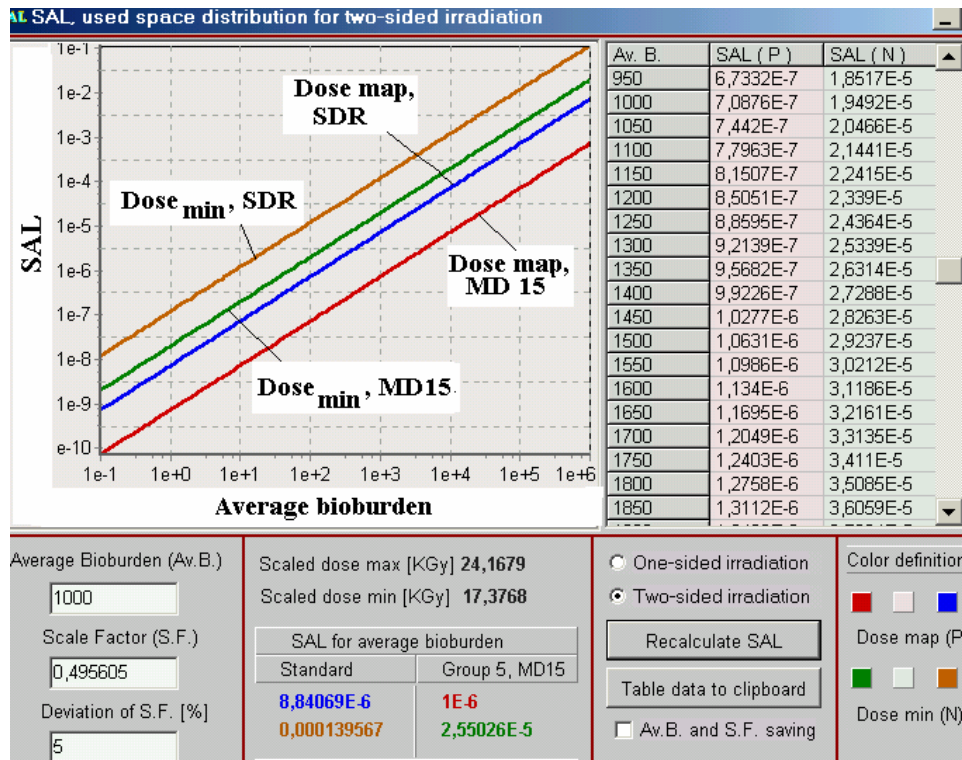 SAL, used space distribution for two-sided irradiation
1e-1
1e-2
1e-3
1e-4
1e-5
1e-6
1e-7
1e-8
1e-9
e-10
SAL
Dose map,
SDR
Dose min, SDR
Dose map,
MD 15
Dose min, MD15
1e-1 1e+0 1e+1 1e+2 1e+3 1e+4 1e+5 1e+6
Average bioburden
Av. B. SAL ( P ) SAL ( N )
950 6,7332E-7 1,8517E-5
1000 7,0876E-7 1,9492E-5
1050 7,442E-7 2,0466E-5
1100 7,7963E-7 2,1441E-5
1150 8,1507E-7 2,2415E-5
1200 8,5051E-7 2,339E-5
1250 8,8595E-7 2,4364E-5
1300 9,2139E-7 2,5339E-5
1350 9,5682E-7 2,6314E-5
1400 9,9226E-7 2,7288E-5
1450 1,0277E-6 2,8263E-5
1500 1,0631E-6 2,9237E-5
1550 1,0986E-6 3,0212E-5
1600 1,134E-6 3,1186E-5
1650 1,1695E-6 3,2161E-5
1700 1,2049E-6 3,3135E-5
1750 1,2403E-6 3,411E-5
1800 1,2758E-6 3,5085E-5
1850 1,3112E-6 3,6059E-5
Average Bioburden (Av.B.)
1000
Scale Factor (S.F.)
0,495605
Deviation of S.F. [%]
5
Scaled dose max [KGy] 24,1679
Scaled dose min [KGy] 17,3768
SAL for average bioburden
Standard Group 5, MD15
8,84069E-6 1E-6
0,000139567 2,55026E-5
One-sided irradiation
Two-sided irradiation
Recalculate SAL
Table data to clipboard
Av.B. and S.F. saving
Color definition
Dose map (P
Dose min (N)